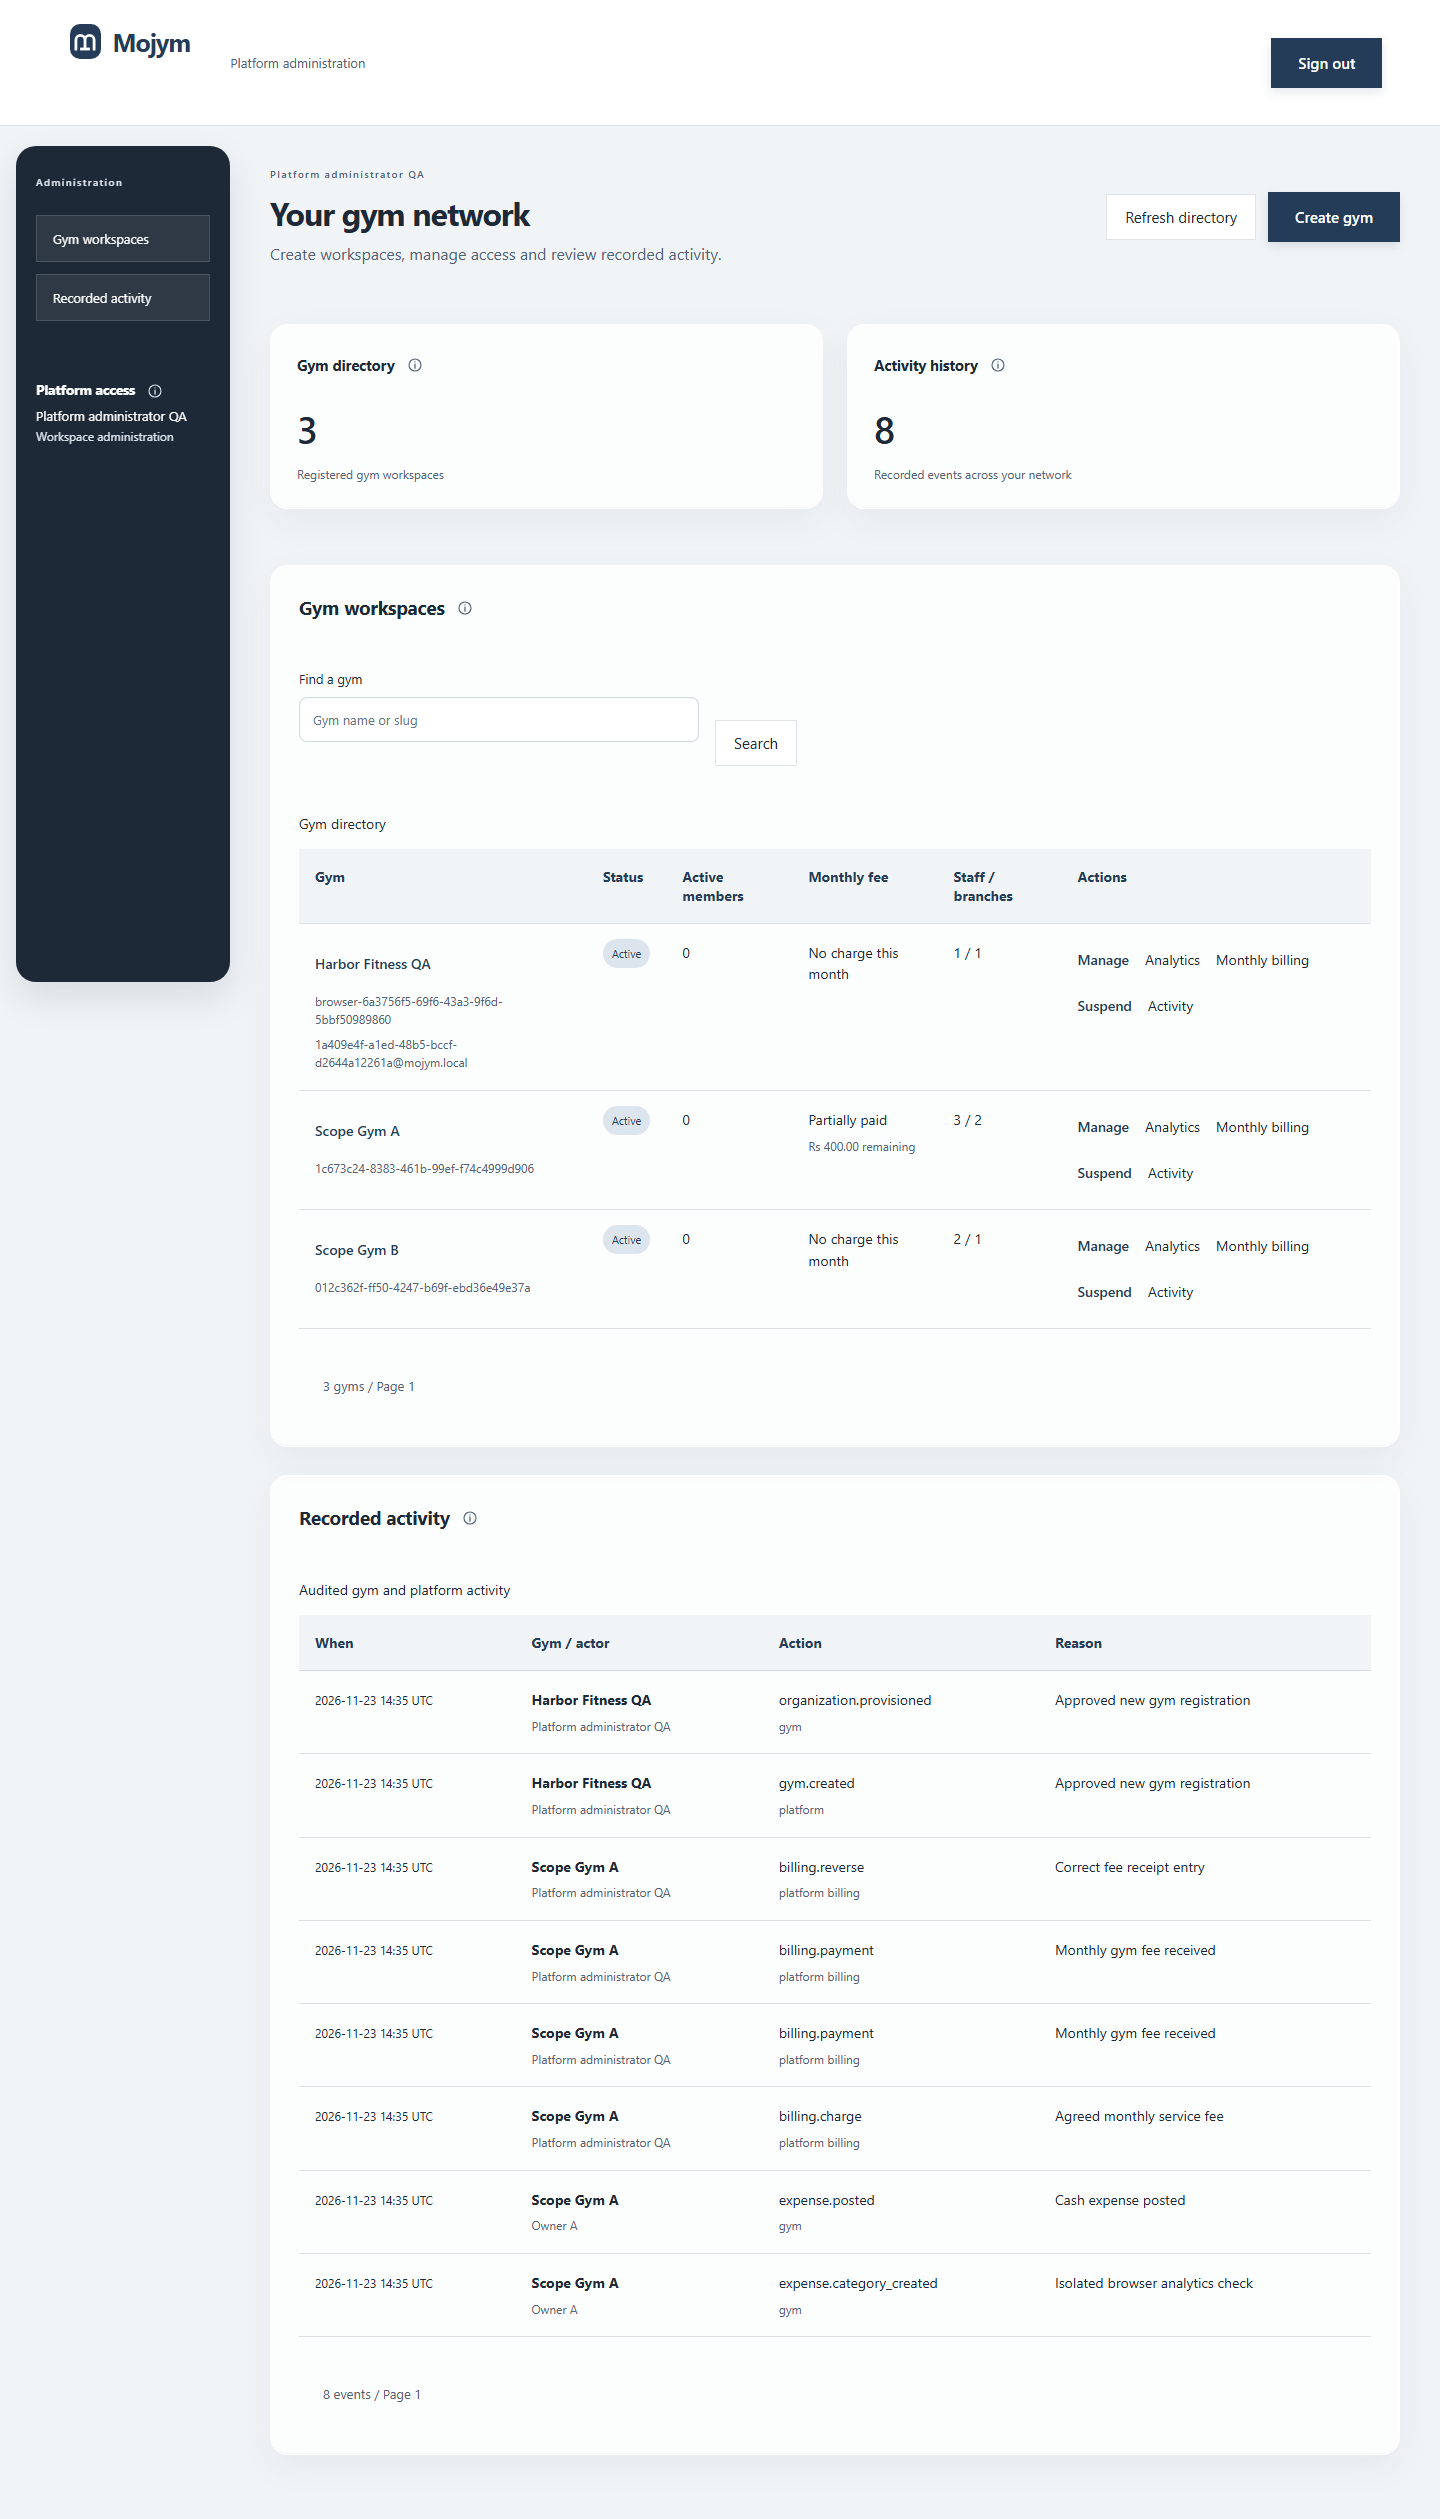 Mojym
Platform administration
Sign out
Administration
Gym workspaces
Recorded activity
Platform access
Platform administrator QA
Workspace administration
Platform administrator QA
Your gym network
Create workspaces, manage access and review recorded activity.
Refresh directory
Create gym
Gym directory
3
Registered gym workspaces
Activity history
8
Recorded events across your network
Gym workspaces
Find a gym
Gym name or slug
Search
Gym directory
Gym Status Active members Monthly fee Staff / branches Actions
Harbor Fitness QA
browser-6a3756f5-69f6-43a3-9f6d-
5bbf50989860
1a409e4f-a1ed-48b5-bccf-
d2644a12261a@mojym.local
Active
0
No charge this
month
1 / 1
Manage Analytics Monthly billing
Suspend Activity
Scope Gym A
1c673c24-8383-461b-99ef-f74c4999d906
Active
0
Partially paid
Rs 400.00 remaining
3 / 2
Manage Analytics Monthly billing
Suspend Activity
Scope Gym B
012c362f-ff50-4247-b69f-ebd36e49e37a
Active
0
No charge this
month
2 / 1
Manage Analytics Monthly billing
Suspend Activity
3 gyms / Page 1
Recorded activity
Audited gym and platform activity
When Gym / actor Action Reason
2026-11-23 14:35 UTC Harbor Fitness QA organization.provisioned Approved new gym registration
Platform administrator QA gym
2026-11-23 14:35 UTC Harbor Fitness QA gym.created Approved new gym registration
Platform administrator QA platform
2026-11-23 14:35 UTC Scope Gym A billing.reverse Correct fee receipt entry
Platform administrator QA platform billing
2026-11-23 14:35 UTC Scope Gym A billing.payment Monthly gym fee received
Platform administrator QA platform billing
2026-11-23 14:35 UTC Scope Gym A billing.payment Monthly gym fee received
Platform administrator QA platform billing
2026-11-23 14:35 UTC Scope Gym A billing.charge Agreed monthly service fee
Platform administrator QA platform billing
2026-11-23 14:35 UTC Scope Gym A expense.posted Cash expense posted
Owner A gym
2026-11-23 14:35 UTC Scope Gym A expense.category_created Isolated browser analytics check
Owner A gym
8 events / Page 1